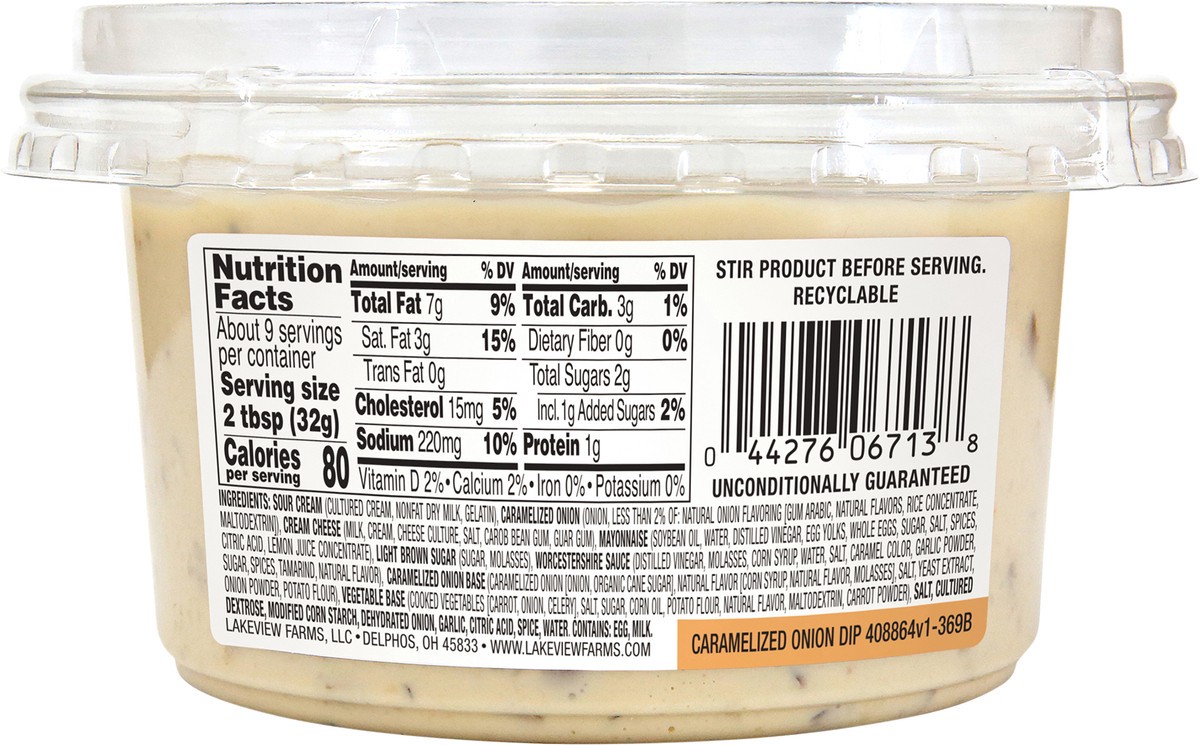 Nutrition
Facts
About 9 servings
per container
Serving size
2 tbsp (32g)
Calories
per serving
80
Amount/serving % DV
Total Fat 7g 9%
Sat. Fat 3g 15%
Trans Fat 0g
Cholesterol 15mg 5%
Sodium 220mg 10%
Amount/serving % DV
Total Carb. 3g 1%
Dietary Fiber 0g 0%
Total Sugars 2g
Incl. 1g Added Sugars 2%
Protein 1g
Vitamin D 2% • Calcium 2% • Iron 0% • Potassium 0%
STIR PRODUCT BEFORE SERVING.
RECYCLABLE
0 44276 06713 8
UNCONDITIONALLY GUARANTEED
INGREDIENTS: SOUR CREAM (CULTURED CREAM, NONFAT DRY MILK, GELATIN), CARAMELIZED ONION (ONION, LESS THAN 2% OF: NATURAL ONION FLAVORING [GUM ARABIC, NATURAL FLAVORS, RICE CONCENTRATE,
MALTODEXTRIN]), CREAM CHEESE (MILK, CREAM, CHEESE CULTURE, SALT, CAROB BEAN GUM, GUAR GUM), MAYONNAISE (SOYBEAN OIL, WATER, DISTILLED VINEGAR, EGG YOLKS, WHOLE EGGS, SUGAR, SALT, SPICES,
CITRIC ACID, LEMON JUICE CONCENTRATE), LIGHT BROWN SUGAR (SUGAR, MOLASSES), WORCESTERSHIRE SAUCE (DISTILLED VINEGAR, MOLASSES, CORN SYRUP, WATER, SALT, CARAMEL COLOR, GARLIC POWDER,
SUGAR, SPICES, TAMARIND, NATURAL FLAVOR), CARAMELIZED ONION BASE (CARAMELIZED ONION [ONION, ORGANIC CANE SUGAR], NATURAL FLAVOR [CORN SYRUP, NATURAL FLAVOR, MOLASSES], SALT, YEAST EXTRACT,
ONION POWDER, POTATO FLOUR), VEGETABLE BASE (COOKED VEGETABLES [CARROT, ONION, CELERY], SALT, SUGAR, CORN OIL, POTATO FLOUR, NATURAL FLAVOR, MALTODEXTRIN, CARROT POWDER), SALT, CULTURED
DEXTROSE, MODIFIED CORN STARCH, DEHYDRATED ONION, GARLIC, CITRIC ACID, SPICE, WATER. CONTAINS: EGG, MILK.
LAKEVIEW FARMS, LLC • DELPHOS, OH 45833 • WWW.LAKEVIEWFARMS.COM
CARAMELIZED ONION DIP 408864v1-369B